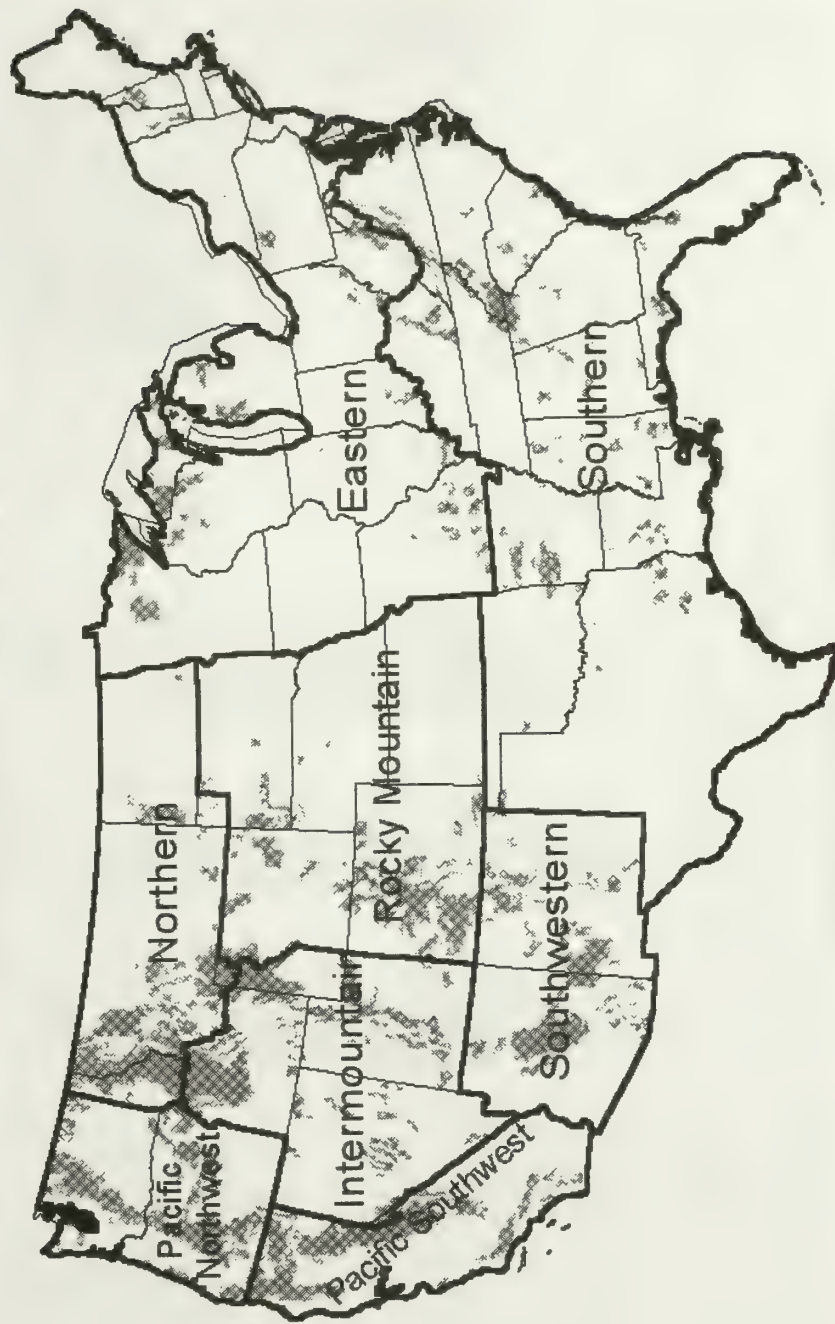 Pacific
Northwest
Northern
Intermountain
Rocky Mountain
Eastern
Pacific Southwest
Southwestern
Southern